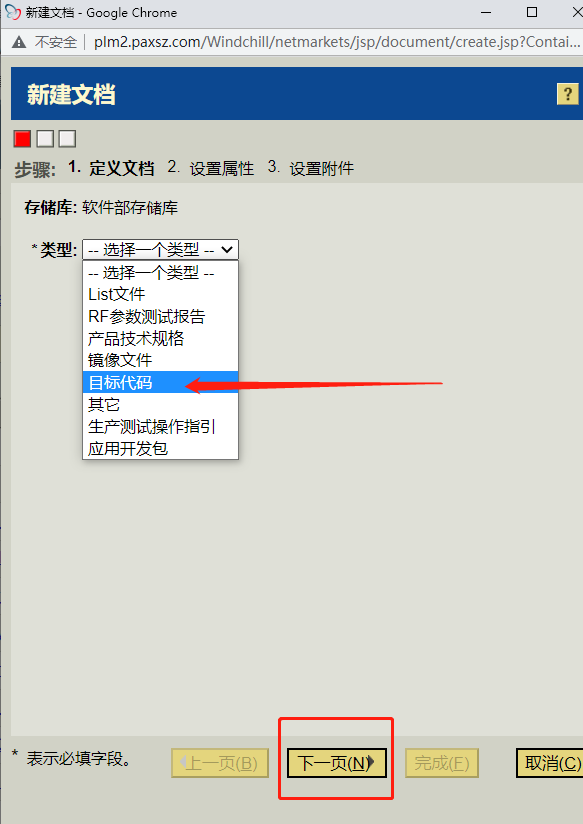 新建文档 - Google Chrome
不安全 | plm2.paxsz.com/Windchill/netmarkets/jsp/document/create.jsp?Contai...
新建文档
?
步骤: 1. 定义文档 2. 设置属性 3. 设置附件
存储库: 软件部存储库
*类型: -- 选择一个类型 --
-- 选择一个类型 --
List文件
RF参数测试报告
产品技术规格
镜像文件
目标代码
其它
生产测试操作指引
应用开发包
* 表示必填字段。 上一页(B) 下一页(N) 完成(F) 取消(C)